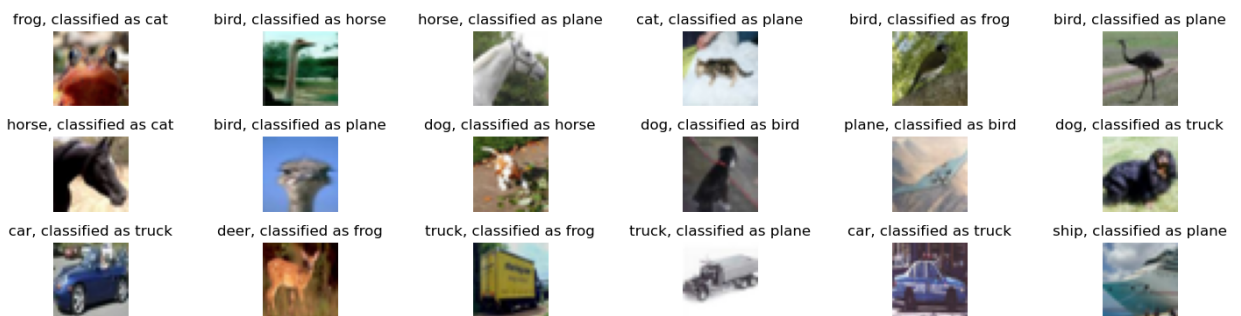 frog, classified as cat
bird, classified as horse
horse, classified as plane
cat, classified as plane
bird, classified as frog
bird, classified as plane
horse, classified as cat
bird, classified as plane
dog, classified as horse
dog, classified as bird
plane, classified as bird
dog, classified as truck
car, classified as truck
deer, classified as frog
truck, classified as frog
truck, classified as plane
car, classified as truck
ship, classified as plane